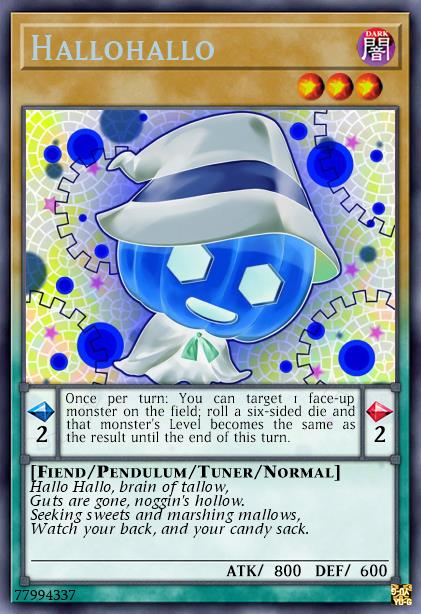 Hallohallo
DARK
闇
Once per turn: You can target 1 face-up
monster on the field; roll a six-sided die and
that monster's Level becomes the same as
the result until the end of this turn.
2
2
[Fiend/Pendulum/Tuner/Normal]
Hallo Hallo, brain of tallow,
Guts are gone, noggin's hollow.
Seeking sweets and marshing mallows,
Watch your back, and your candy sack.
ATK/ 800 DEF/ 600
77994337